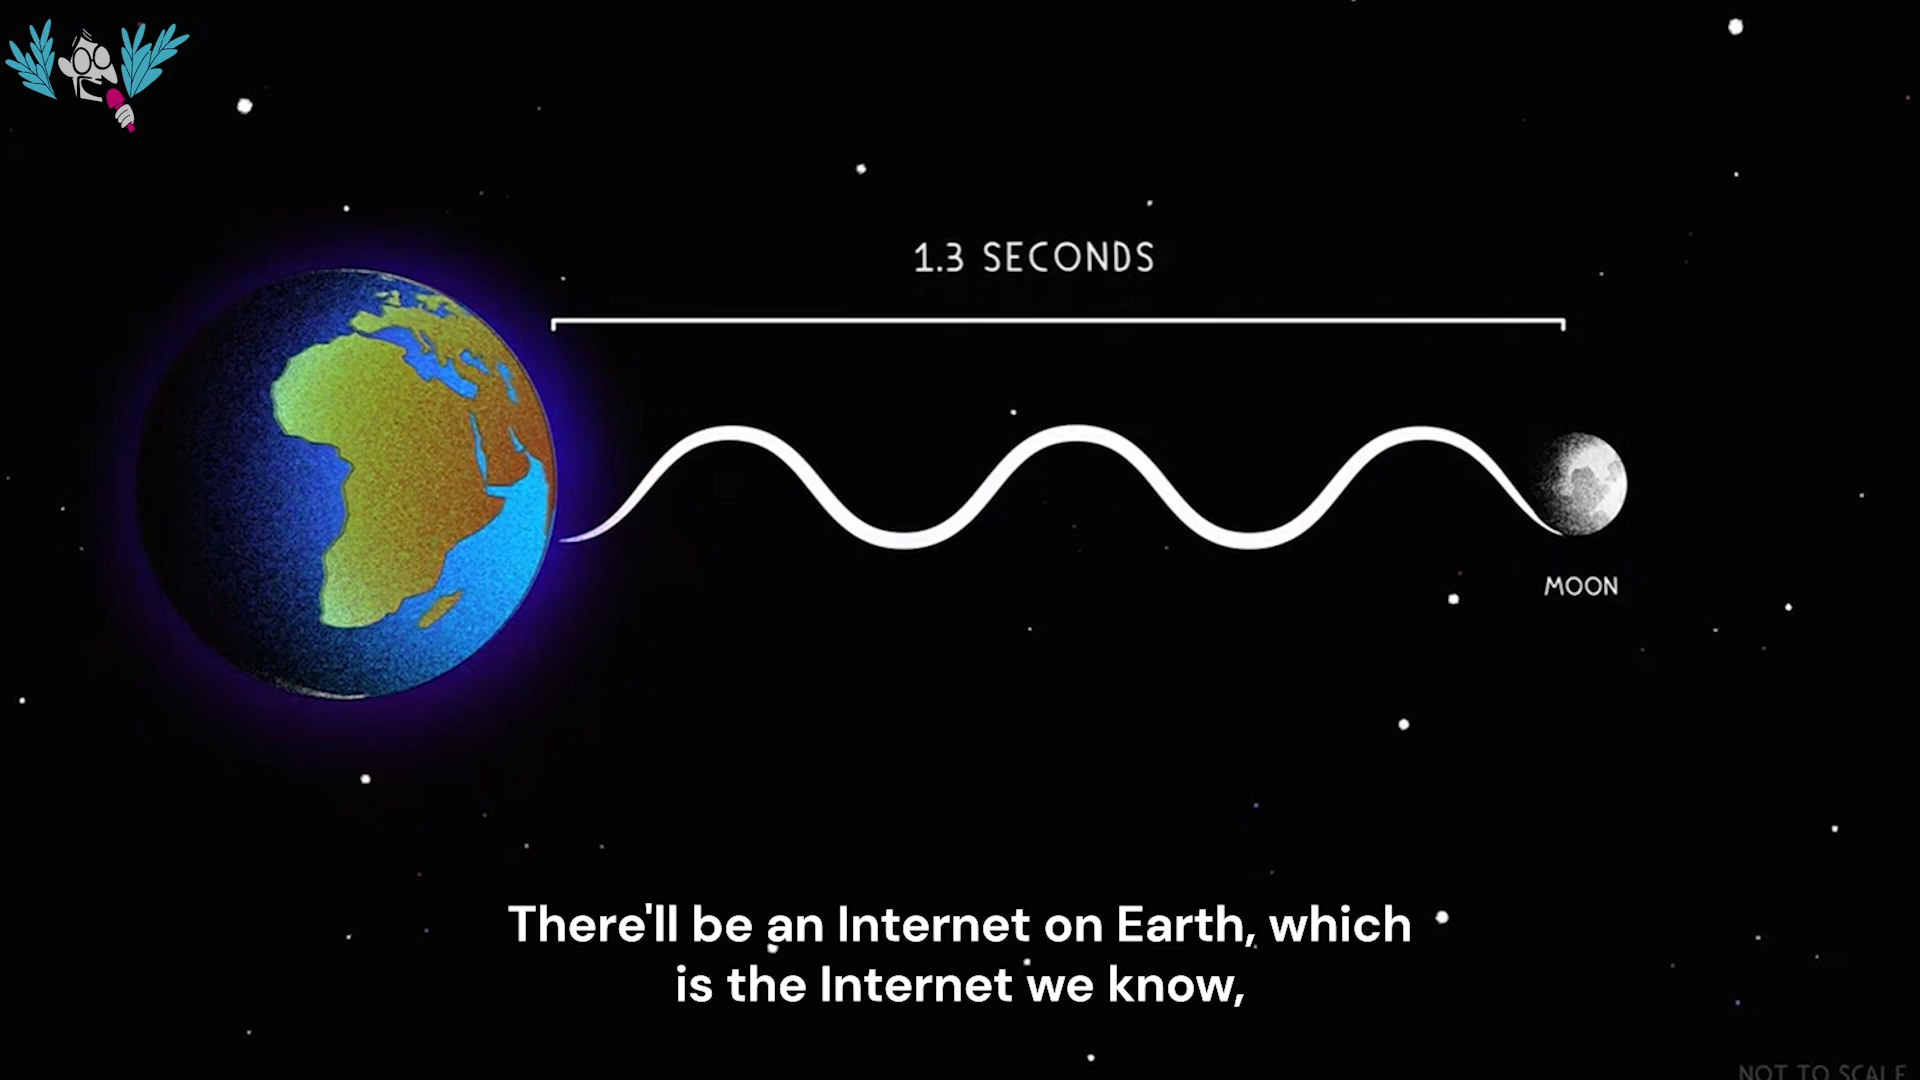 1.3 SECONDS
MOON
There'll be an Internet on Earth, which
is the Internet we know,
NOT TO SCALE